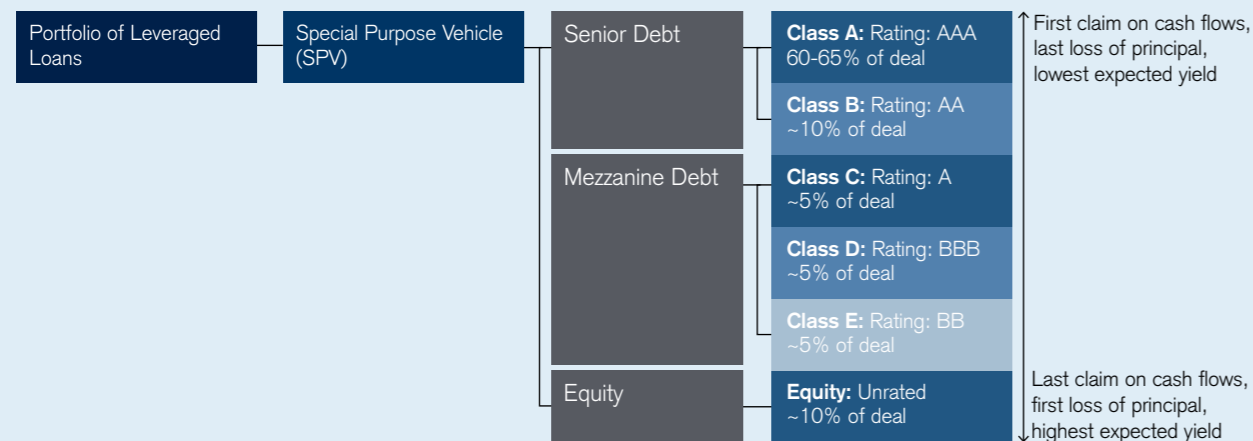 Portfolio of Leveraged
Loans
Special Purpose Vehicle
(SPV)
Senior Debt
Class A: Rating: AAA
60-65% of deal
Class B: Rating: AA
~10% of deal
Mezzanine Debt
Class C: Rating: A
~5% of deal
Class D: Rating: BBB
~5% of deal
Class E: Rating: BB
~5% of deal
Equity
Equity: Unrated
~10% of deal
First claim on cash flows,
last loss of principal,
lowest expected yield
Last claim on cash flows,
first loss of principal,
highest expected yield